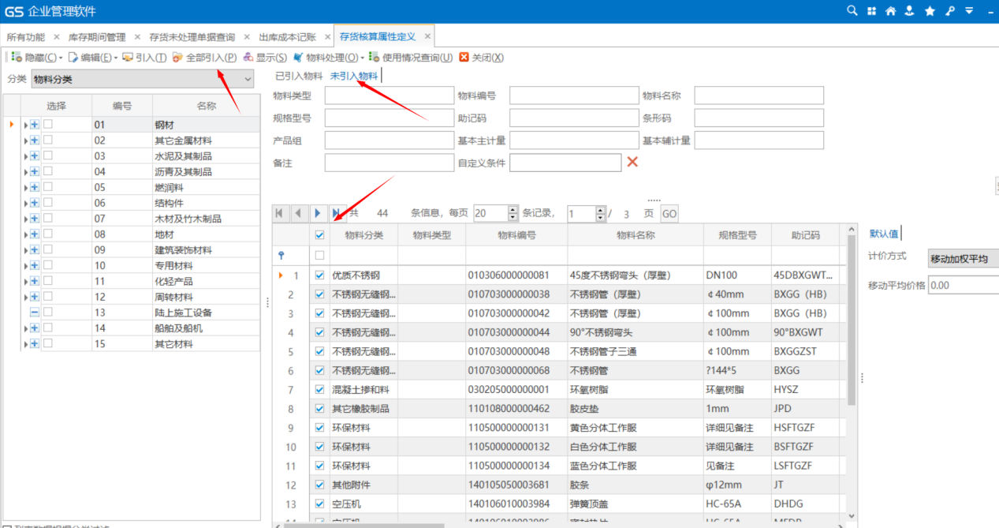 GS 企业管理软件
所有功能 × 库存期间管理 × 存货未处理单据查询 × 出库成本记账 × 存货核算属性定义 ×
隐藏(C) 编辑(E) 引入(T) 全部引入(P) 显示(S) 物料处理(O) 使用情况查询(U) 关闭(X)
分类 物料分类
选择 编号 名称
01 钢材
02 其它金属材料
03 水泥及其制品
04 沥青及其制品
05 燃润料
06 结构件
07 木材及竹木制品
08 地材
09 建筑装饰材料
10 专用材料
11 化轻产品
12 周转材料
13 陆上施工设备
14 船舶及船机
15 其它材料
已引入物料 未引入物料
物料类型 物料编号 物料名称
规格型号 助记码 条形码
产品组 基本主计量 基本辅计量
备注 自定义条件
共 44 条信息，每页 20 条记录， 1 / 3 页 GO
物料分类 物料类型 物料编号 物料名称 规格型号 助记码
1 优质不锈钢 010306000000081 45度不锈钢弯头（厚壁） DN100 45DBXGWT...
2 不锈钢无缝钢... 010703000000038 不锈钢管（厚壁） ￠40mm BXGG（HB）
3 不锈钢无缝钢... 010703000000042 不锈钢管（厚壁） ￠100mm BXGG（HB）
4 不锈钢无缝钢... 010703000000044 90°不锈钢弯头 ￠100mm 90°BXGWT
5 不锈钢无缝钢... 010703000000048 不锈钢管子三通 ￠100mm BXGGZST
6 不锈钢无缝钢... 010703000000068 不锈钢管 ?144*5 BXGG
7 混凝土掺和料 030205000000001 环氧树脂 环氧树脂 HYSZ
8 其它橡胶制品 110108000000462 胶皮垫 1mm JPD
9 环保材料 110500000000131 黄色分体工作服 详细见备注 HSFTGZF
10 环保材料 110500000000132 白色分体工作服 详细见备注 BSFTGZF
11 环保材料 110500000000134 蓝色分体工作服 见备注 LSFTGZF
12 其他附件 140105050003681 胶条 φ12mm JT
13 空压机 140106010003984 弹簧顶盖 HC-65A DHDG
默认值
计价方式 移动加权平均
移动平均价格 0.00